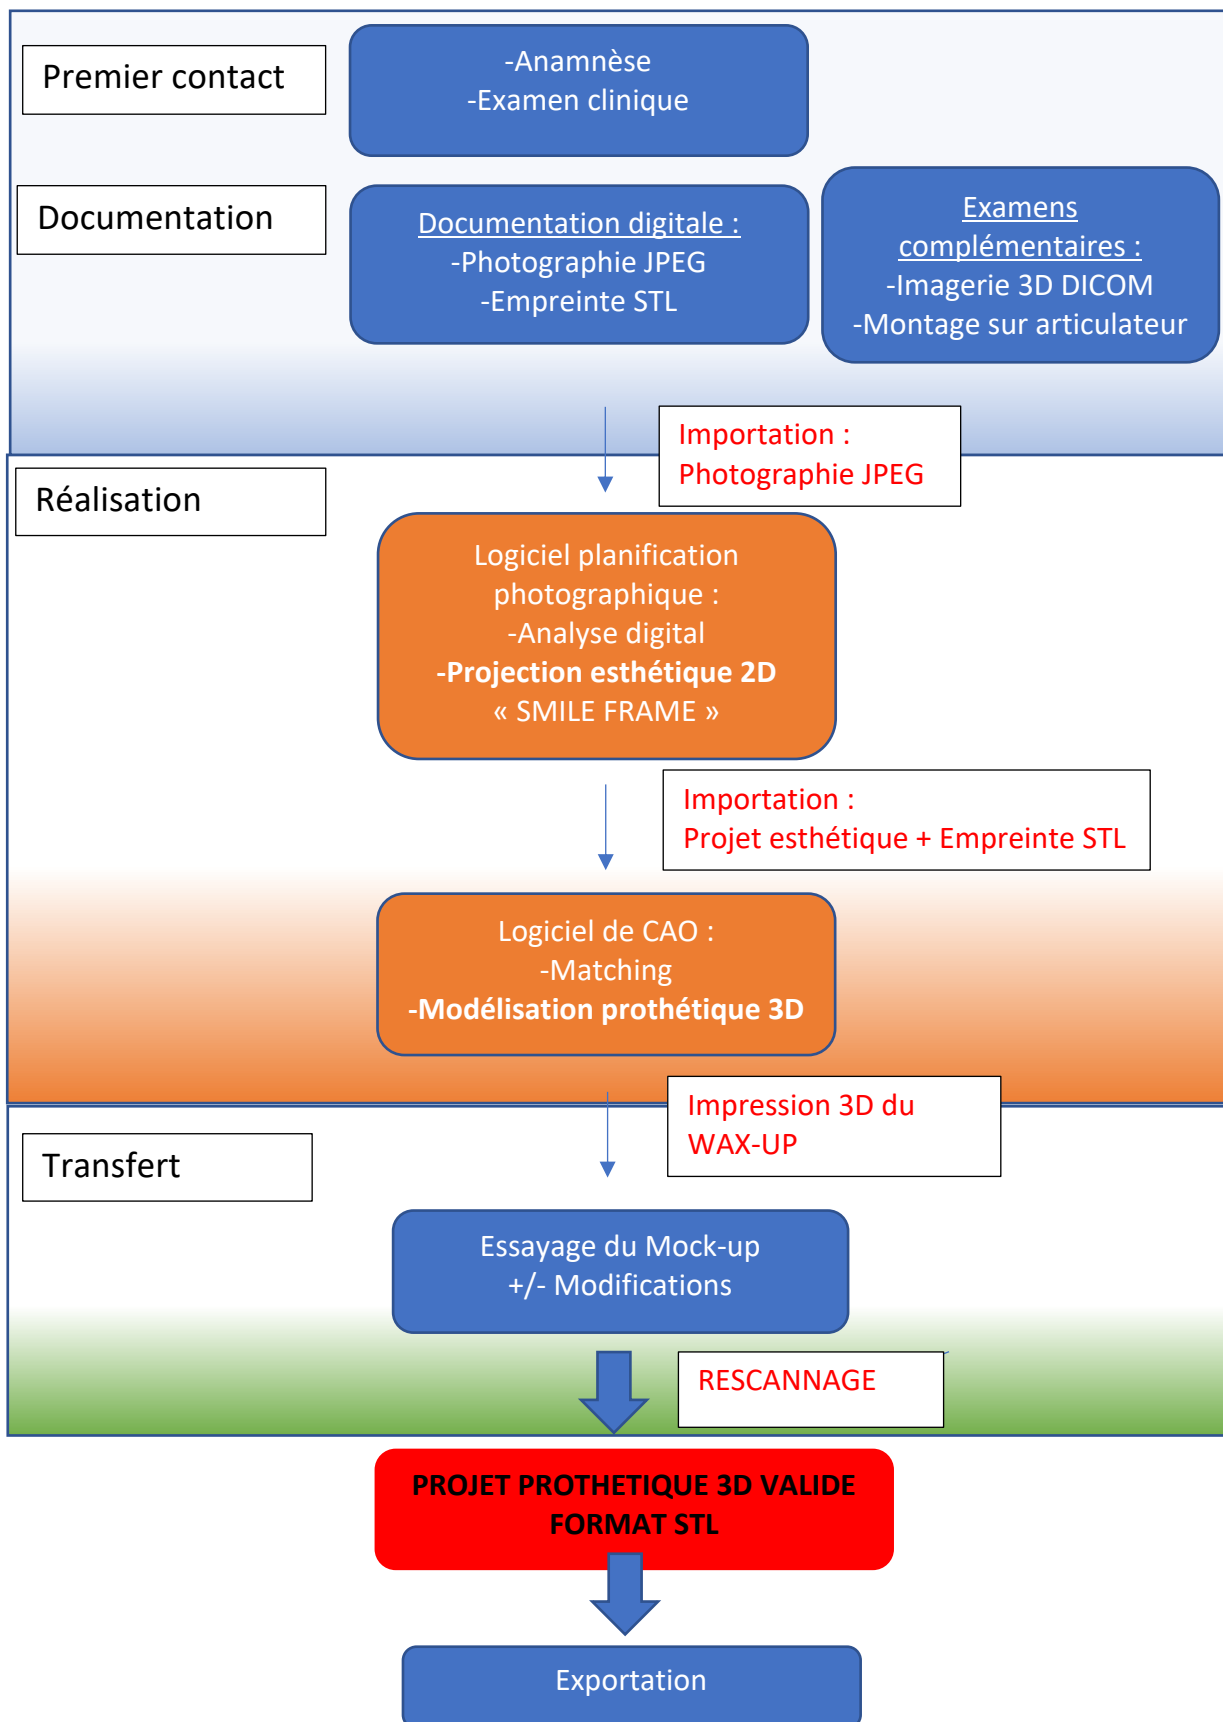 Premier contact
-Anamnèse
-Examen clinique
Documentation
Documentation digitale :
-Photographie JPEG
-Empreinte STL
Examens
complémentaires :
-Imagerie 3D DICOM
-Montage sur articulateur
Importation :
Photographie JPEG
Réalisation
Logiciel planification
photographique :
-Analyse digital
-Projection esthétique 2D
« SMILE FRAME »
Importation :
Projet esthétique + Empreinte STL
Logiciel de CAO :
-Matching
-Modélisation prothétique 3D
Impression 3D du
WAX-UP
Transfert
Essayage du Mock-up
+/- Modifications
RESCANNAGE
PROJET PROTHETIQUE 3D VALIDE
FORMAT STL
Exportation